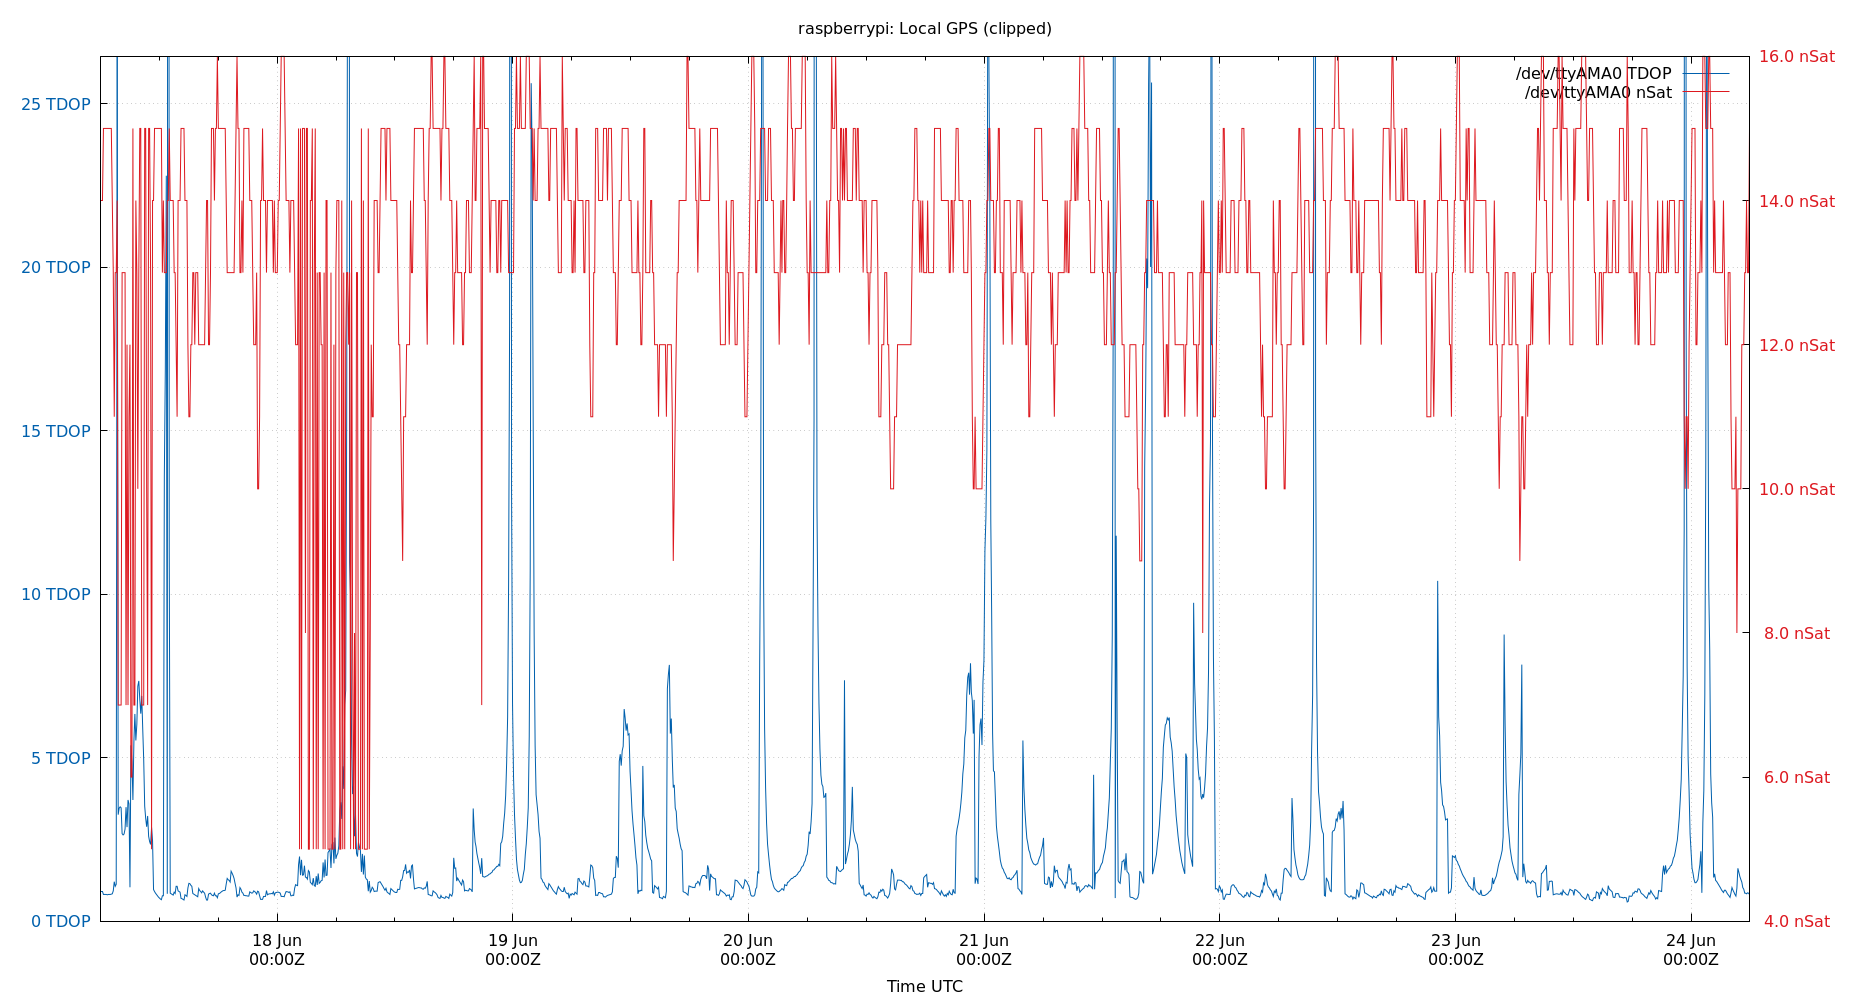 raspberrypi: Local GPS (clipped)
16.0 nSat
/dev/ttyAMA0 TDOP
/dev/ttyAMA0 nSat
25 TDOP
14.0 nSat
20 TDOP
12.0 nSat
15 TDOP
10.0 nSat
10 TDOP
8.0 nSat
5 TDOP
6.0 nSat
0 TDOP
4.0 nSat
18 Jun 19 Jun 20 Jun 21 Jun 22 Jun 23 Jun 24 Jun
00:00Z 00:00Z 00:00Z 00:00Z 00:00Z 00:00Z 00:00Z
Time UTC